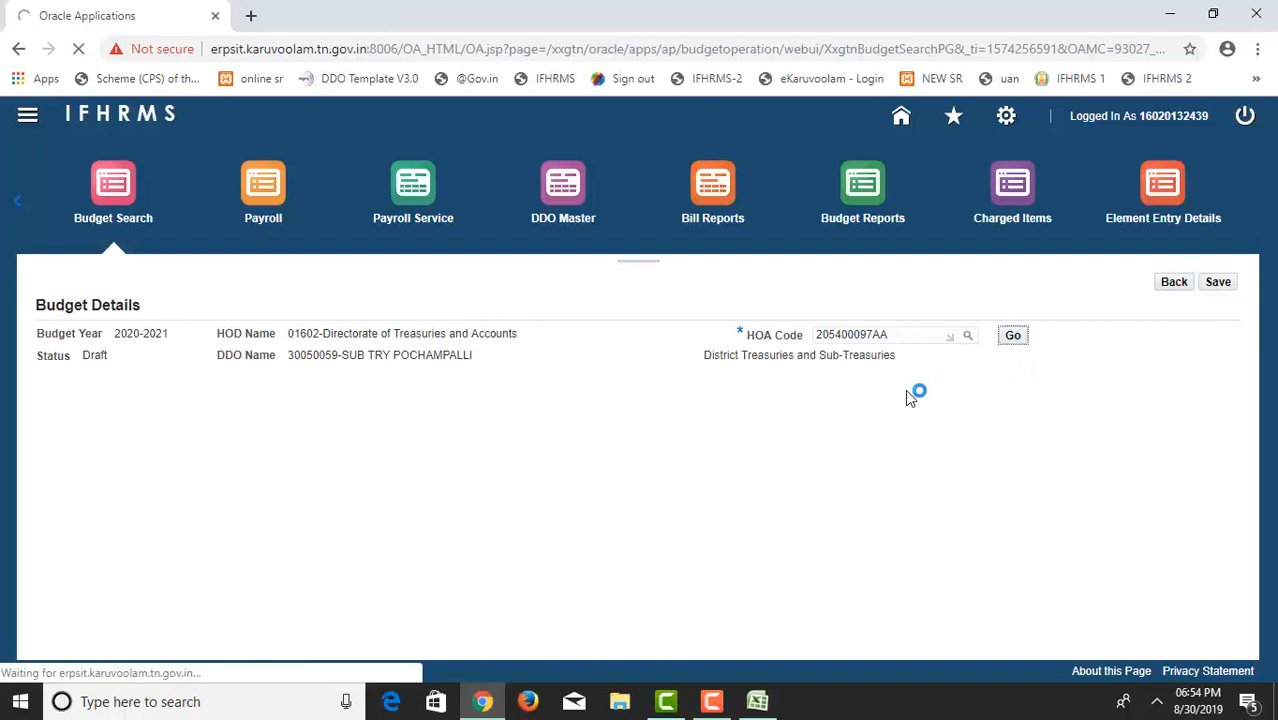 Oracle Applications
Not secure erpsit.karuvoolam.tn.gov.in:8006/OA_HTML/OA.jsp?page=/xxgtn/oracle/apps/ap/budgetoperation/webui/XxgtnBudgetSearchPG&_ti=1574256591&OAMC=93027_...
Apps Scheme (CPS) of th... online sr DDO Template V3.0 @Gov.in IFHRMS Sign out IFHRMS-2 eKaruvoolam - Login NEW SR uan IFHRMS 1 IFHRMS 2 »
IFHRMS Logged In As 16020132439
Budget Search Payroll Payroll Service DDO Master Bill Reports Budget Reports Charged Items Element Entry Details
Back Save
Budget Details
Budget Year 2020-2021 HOD Name 01602-Directorate of Treasuries and Accounts * HOA Code 205400097AA Go
Status Draft DDO Name 30050059-SUB TRY POCHAMPALLI District Treasuries and Sub-Treasuries
Waiting for erpsit.karuvoolam.tn.gov.in...
About this Page Privacy Statement
Type here to search
06:54 PM
8/30/2019
5